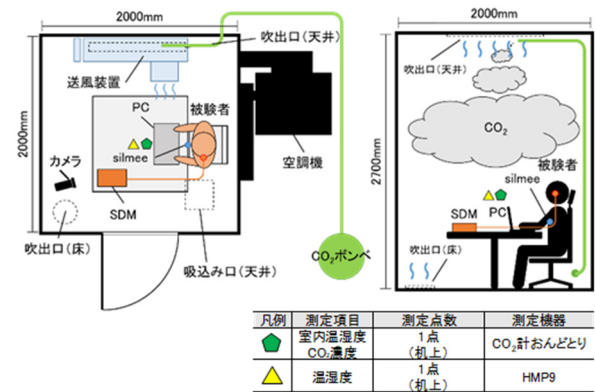 2000mm
吹出口(天井)
送風装置
PC
被験者
2000mm
silmee
カメラ
空調機
SDM
吹出口(床)
吸込み口(天井)
CO₂ボンベ
2000mm
吹出口(天井)
CO₂
2700mm
被験者
silmee
SDM
PC
吹出口(床)
凡例 測定項目 測定点数 測定機器
室内温湿度 1点 CO₂計おんどとり
CO₂濃度 (机上)
温湿度 1点 HMP9
(机上)